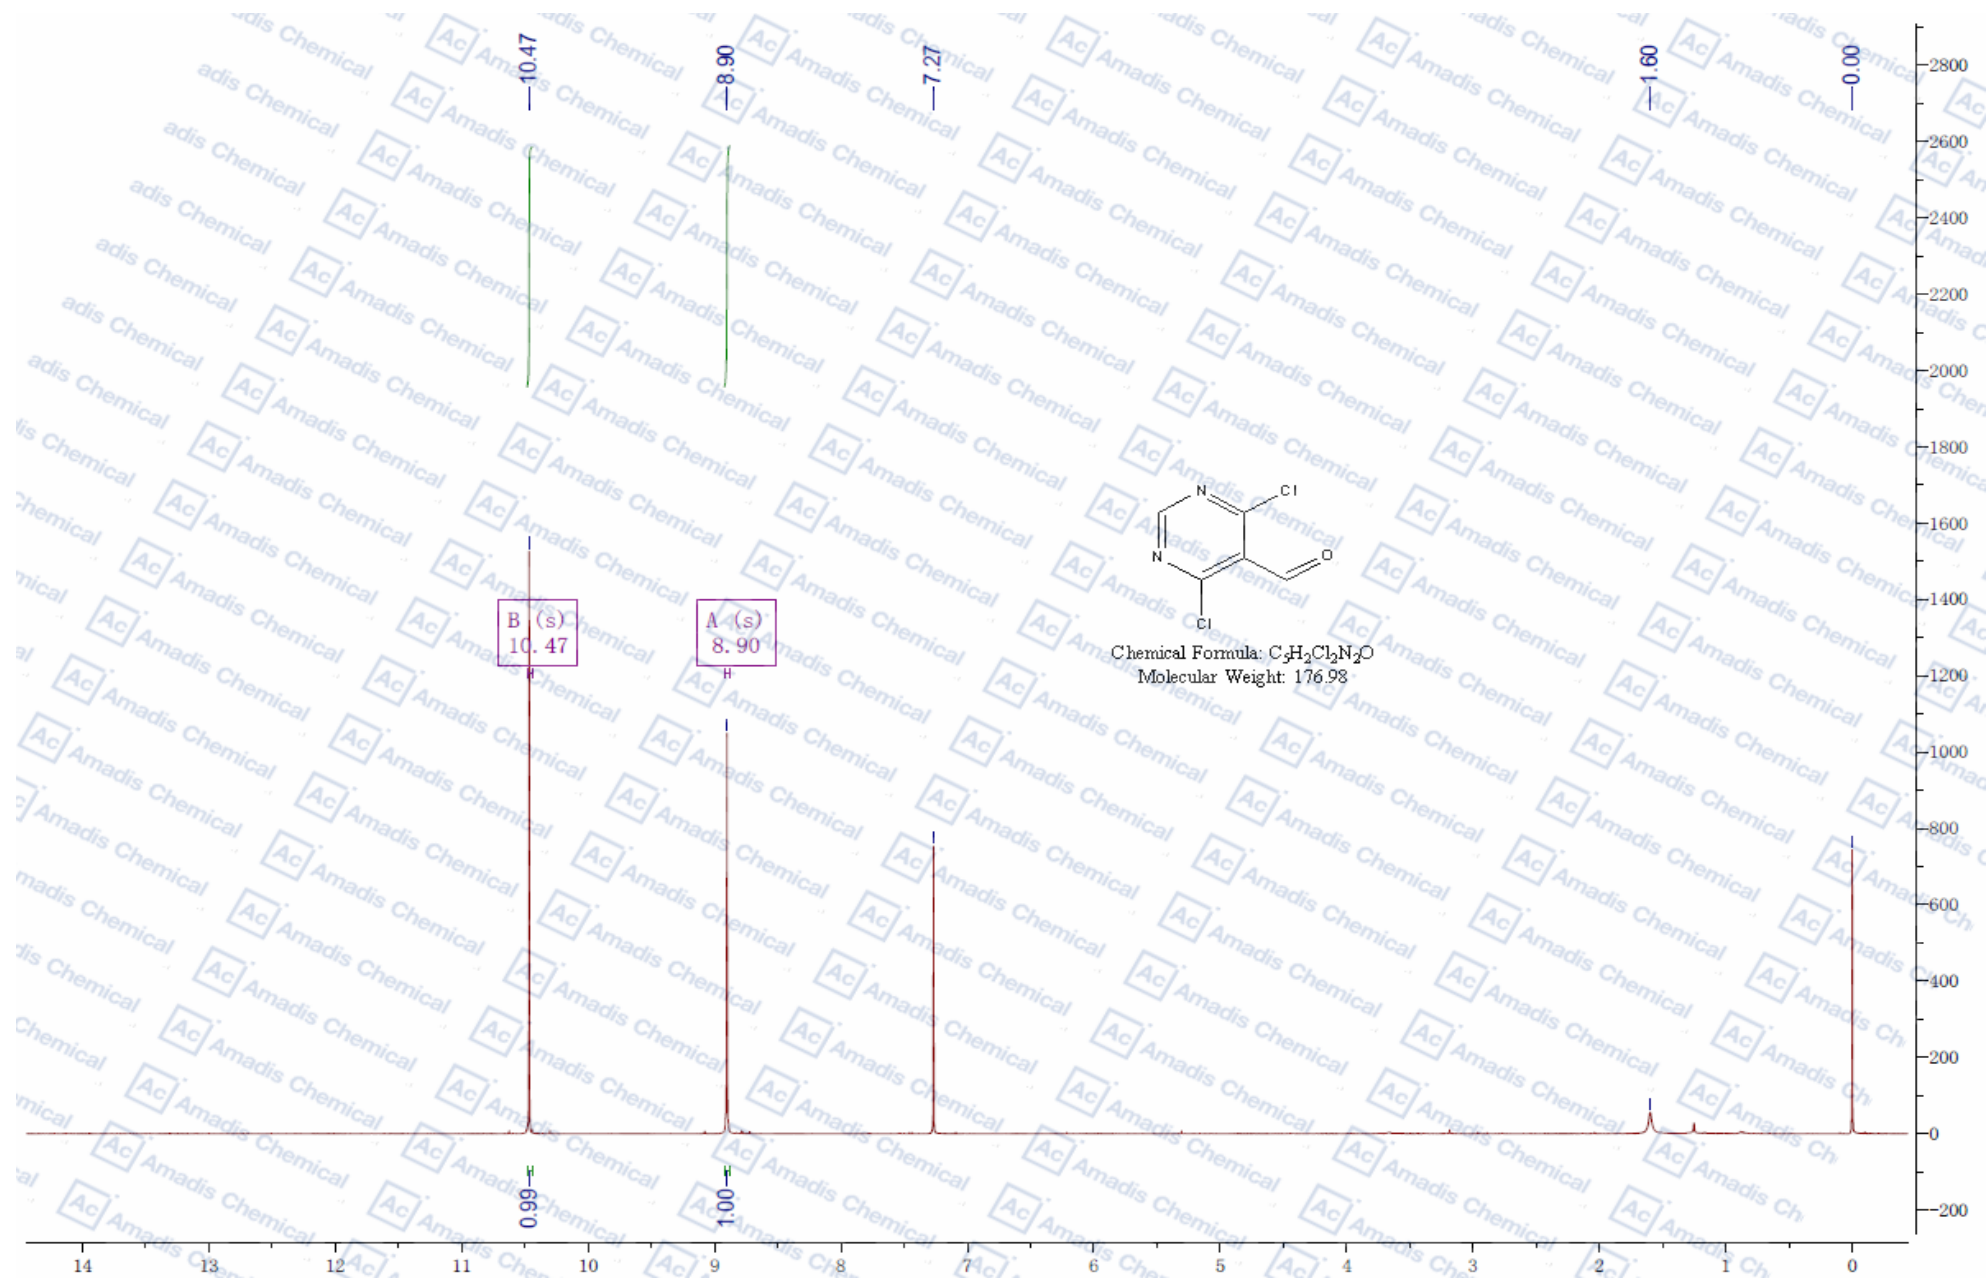 10.47
8.90
7.27
1.60
0.00
2800
2600
2400
2200
2000
1800
1600
1400
1200
1000
800
600
400
200
0
-200
N
Cl
N
O
Cl
Chemical Formula: C5H2Cl2N2O
Molecular Weight: 176.98
B (s)
10.47
A (s)
8.90
0.99
1.00
14 13 12 11 10 9 8 7 6 5 4 3 2 1 0
Ac Amadis Chemical